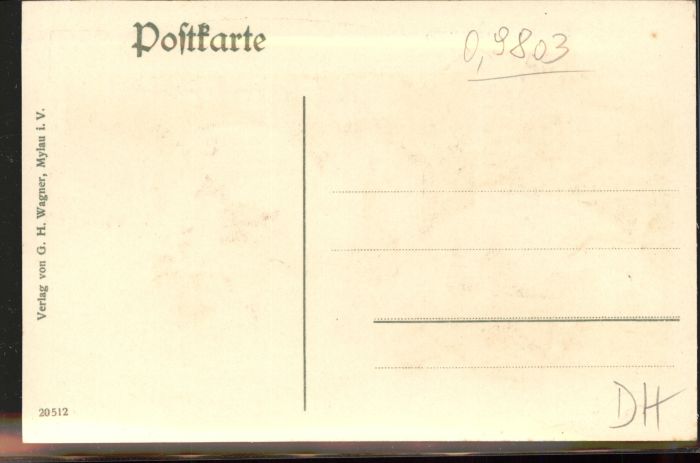 Postkarte
0,9803
Verlag von G. H. Wagner, Mylau i. V.
20512
DH